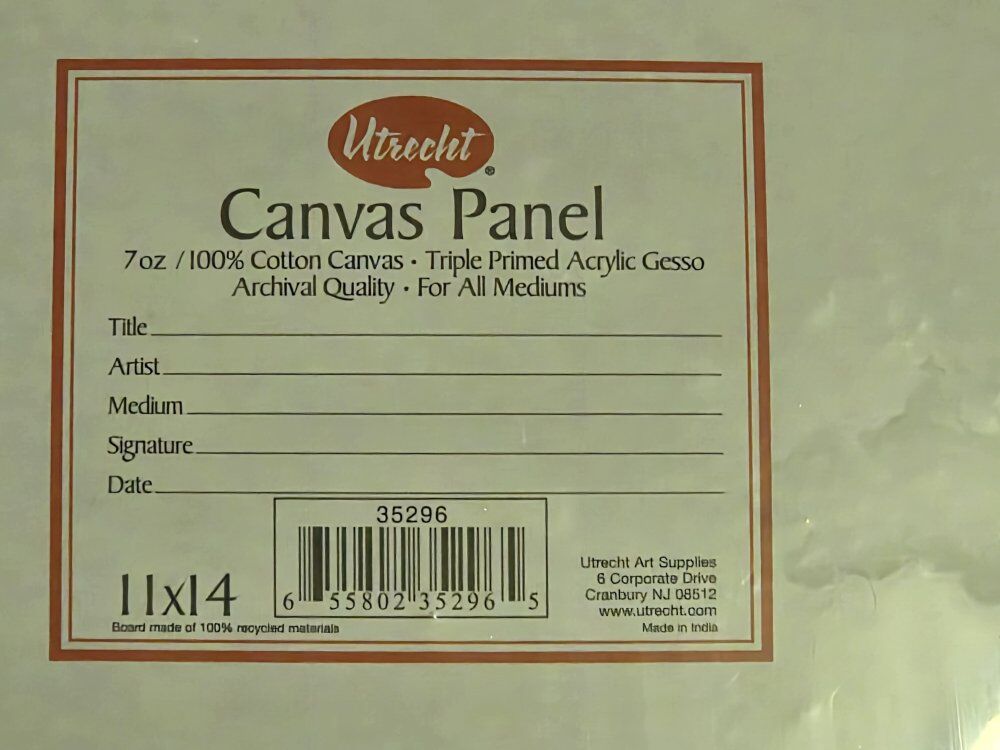 Utrecht®
Canvas Panel
7oz / 100% Cotton Canvas • Triple Primed Acrylic Gesso
Archival Quality • For All Mediums
Title
Artist
Medium
Signature
Date
35296
6 55802 35296 5
11x14
Board made of 100% recycled materials
Utrecht Art Supplies
6 Corporate Drive
Cranbury NJ 08512
www.utrecht.com
Made in India